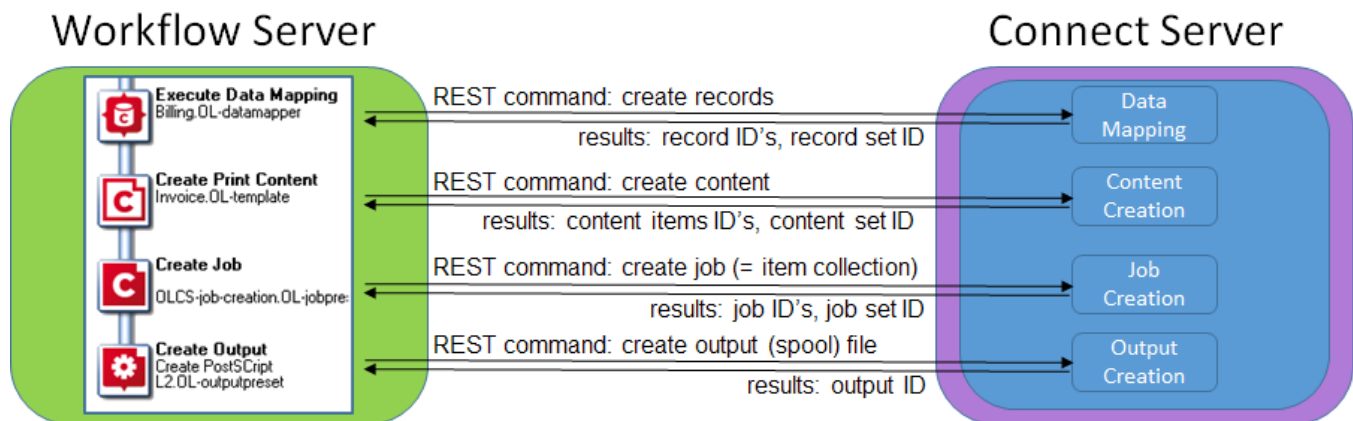 Workflow Server
Connect Server
Execute Data Mapping
Billing.OL-datamapper
REST command: create records
results: record ID's, record set ID
Data
Mapping
Create Print Content
Invoice.OL-template
REST command: create content
results: content items ID's, content set ID
Content
Creation
Create Job
OLCS-job-creation.OL-jobpre:
REST command: create job (= item collection)
results: job ID's, job set ID
Job
Creation
Create Output
Create PostSCript
L2.OL-outputpreset
REST command: create output (spool) file
results: output ID
Output
Creation